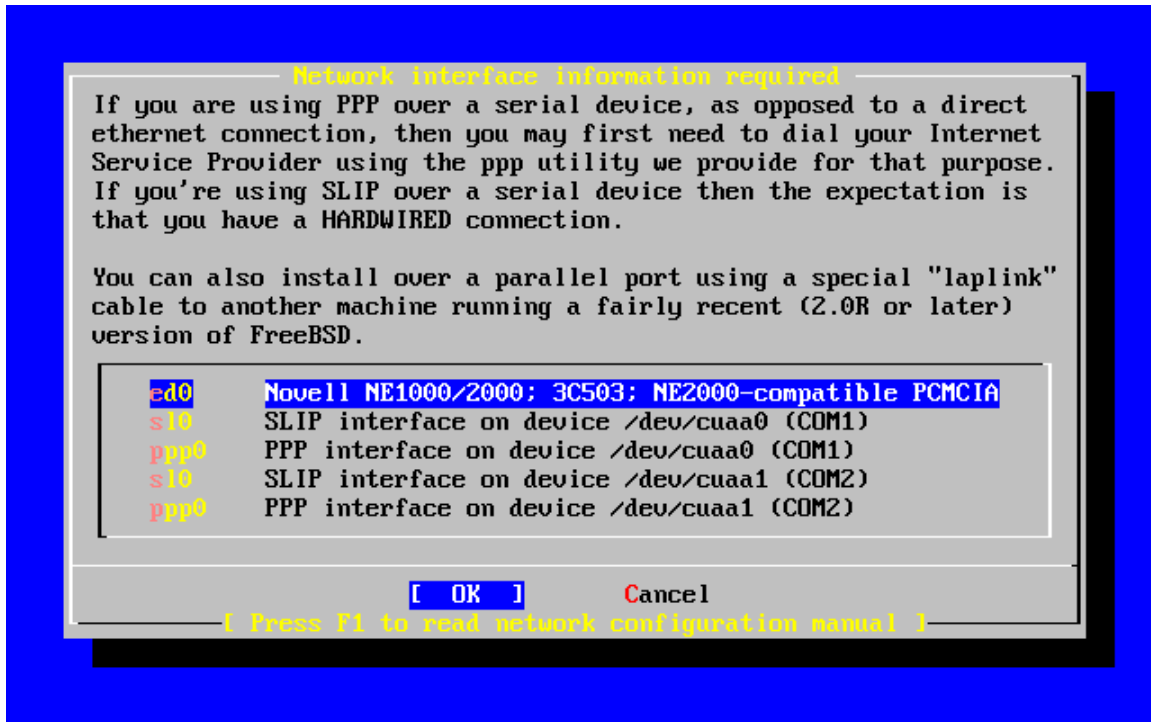 Network interface information required
If you are using PPP over a serial device, as opposed to a direct
ethernet connection, then you may first need to dial your Internet
Service Provider using the ppp utility we provide for that purpose.
If you're using SLIP over a serial device then the expectation is
that you have a HARDWIRED connection.
You can also install over a parallel port using a special "laplink"
cable to another machine running a fairly recent (2.0R or later)
version of FreeBSD.
ed0 Novell NE1000/2000; 3C503; NE2000-compatible PCMCIA
sl0 SLIP interface on device /dev/cuaa0 (COM1)
ppp0 PPP interface on device /dev/cuaa0 (COM1)
sl0 SLIP interface on device /dev/cuaa1 (COM2)
ppp0 PPP interface on device /dev/cuaa1 (COM2)
[ OK ] Cancel
[ Press F1 to read network configuration manual ]